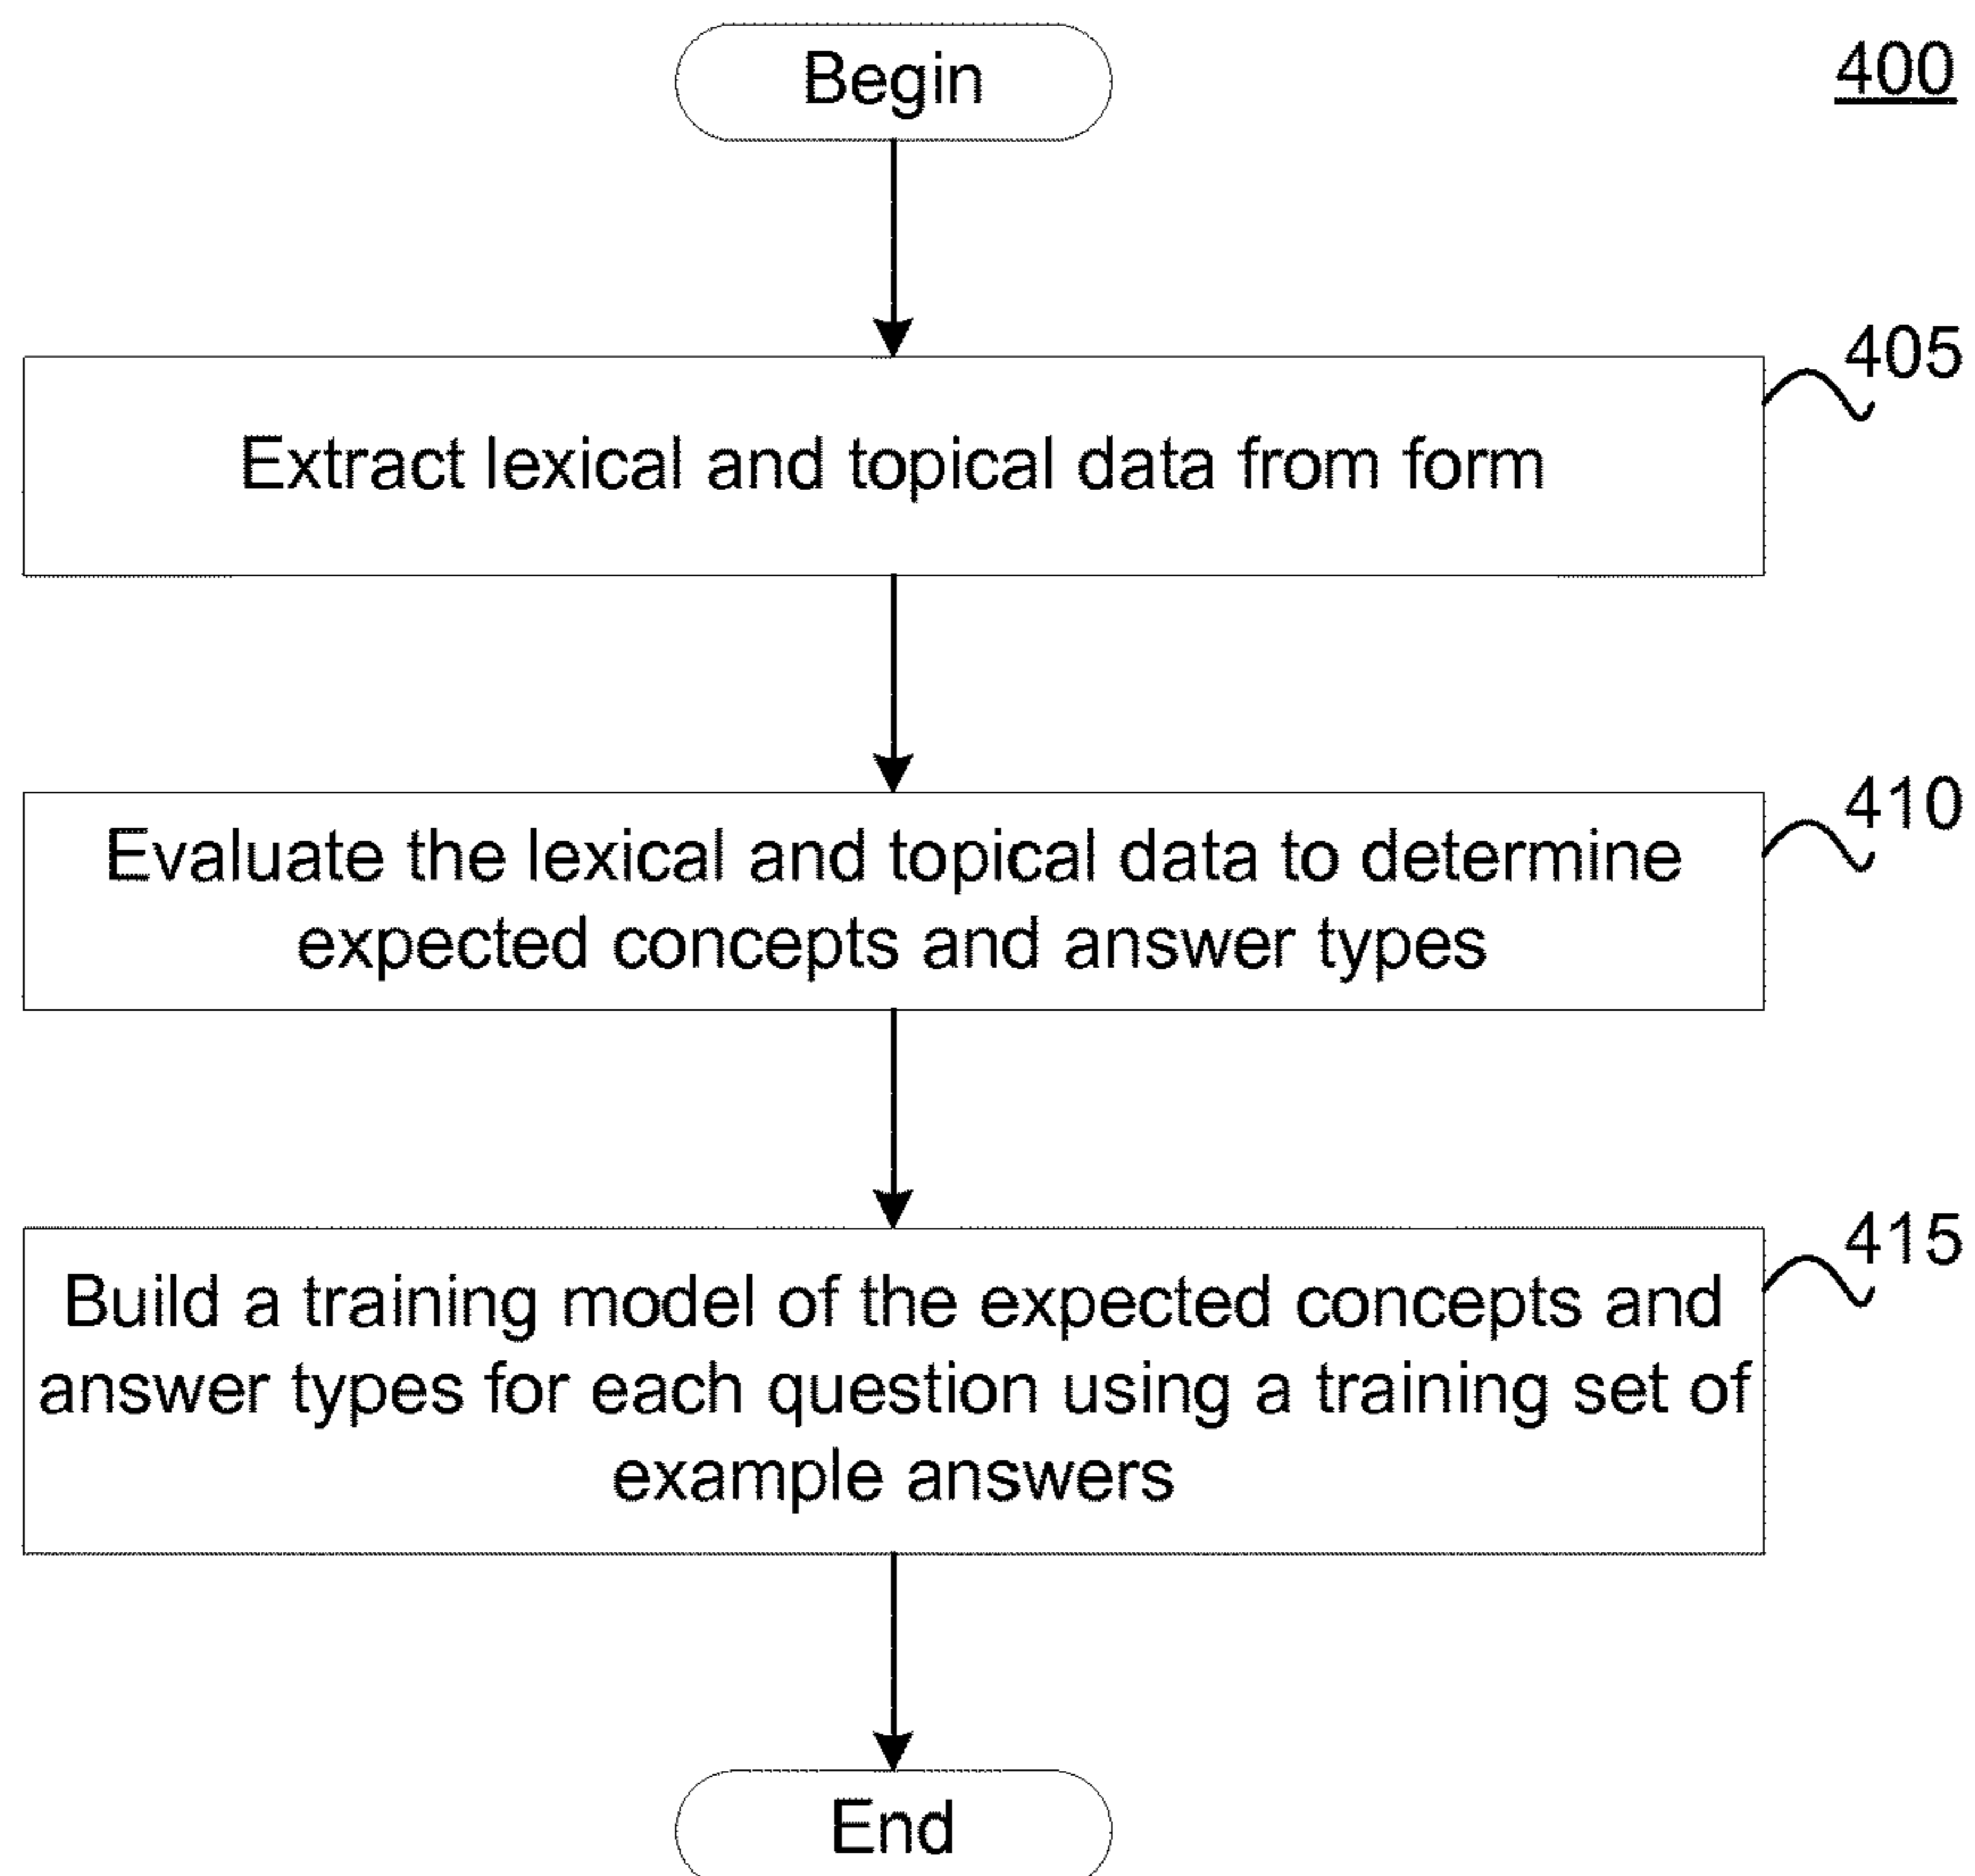 Begin
400
405
Extract lexical and topical data from form
410
Evaluate the lexical and topical data to determine
expected concepts and answer types
415
Build a training model of the expected concepts and
answer types for each question using a training set of
example answers
End